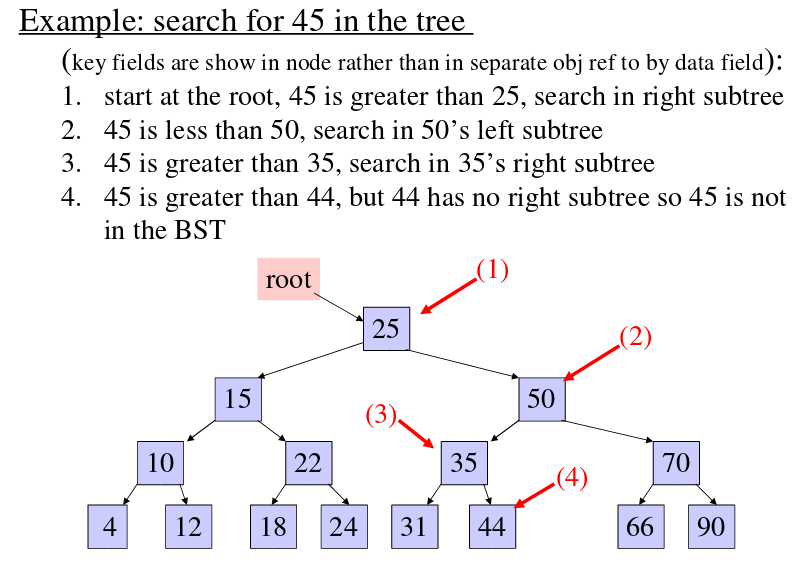 Example: search for 45 in the tree
(key fields are show in node rather than in separate obj ref to by data field):
1. start at the root, 45 is greater than 25, search in right subtree
2. 45 is less than 50, search in 50’s left subtree
3. 45 is greater than 35, search in 35’s right subtree
4. 45 is greater than 44, but 44 has no right subtree so 45 is not
in the BST
root
(1)
25
(2)
15
50
(3)
10
22
35
70
(4)
4
12
18
24
31
44
66
90